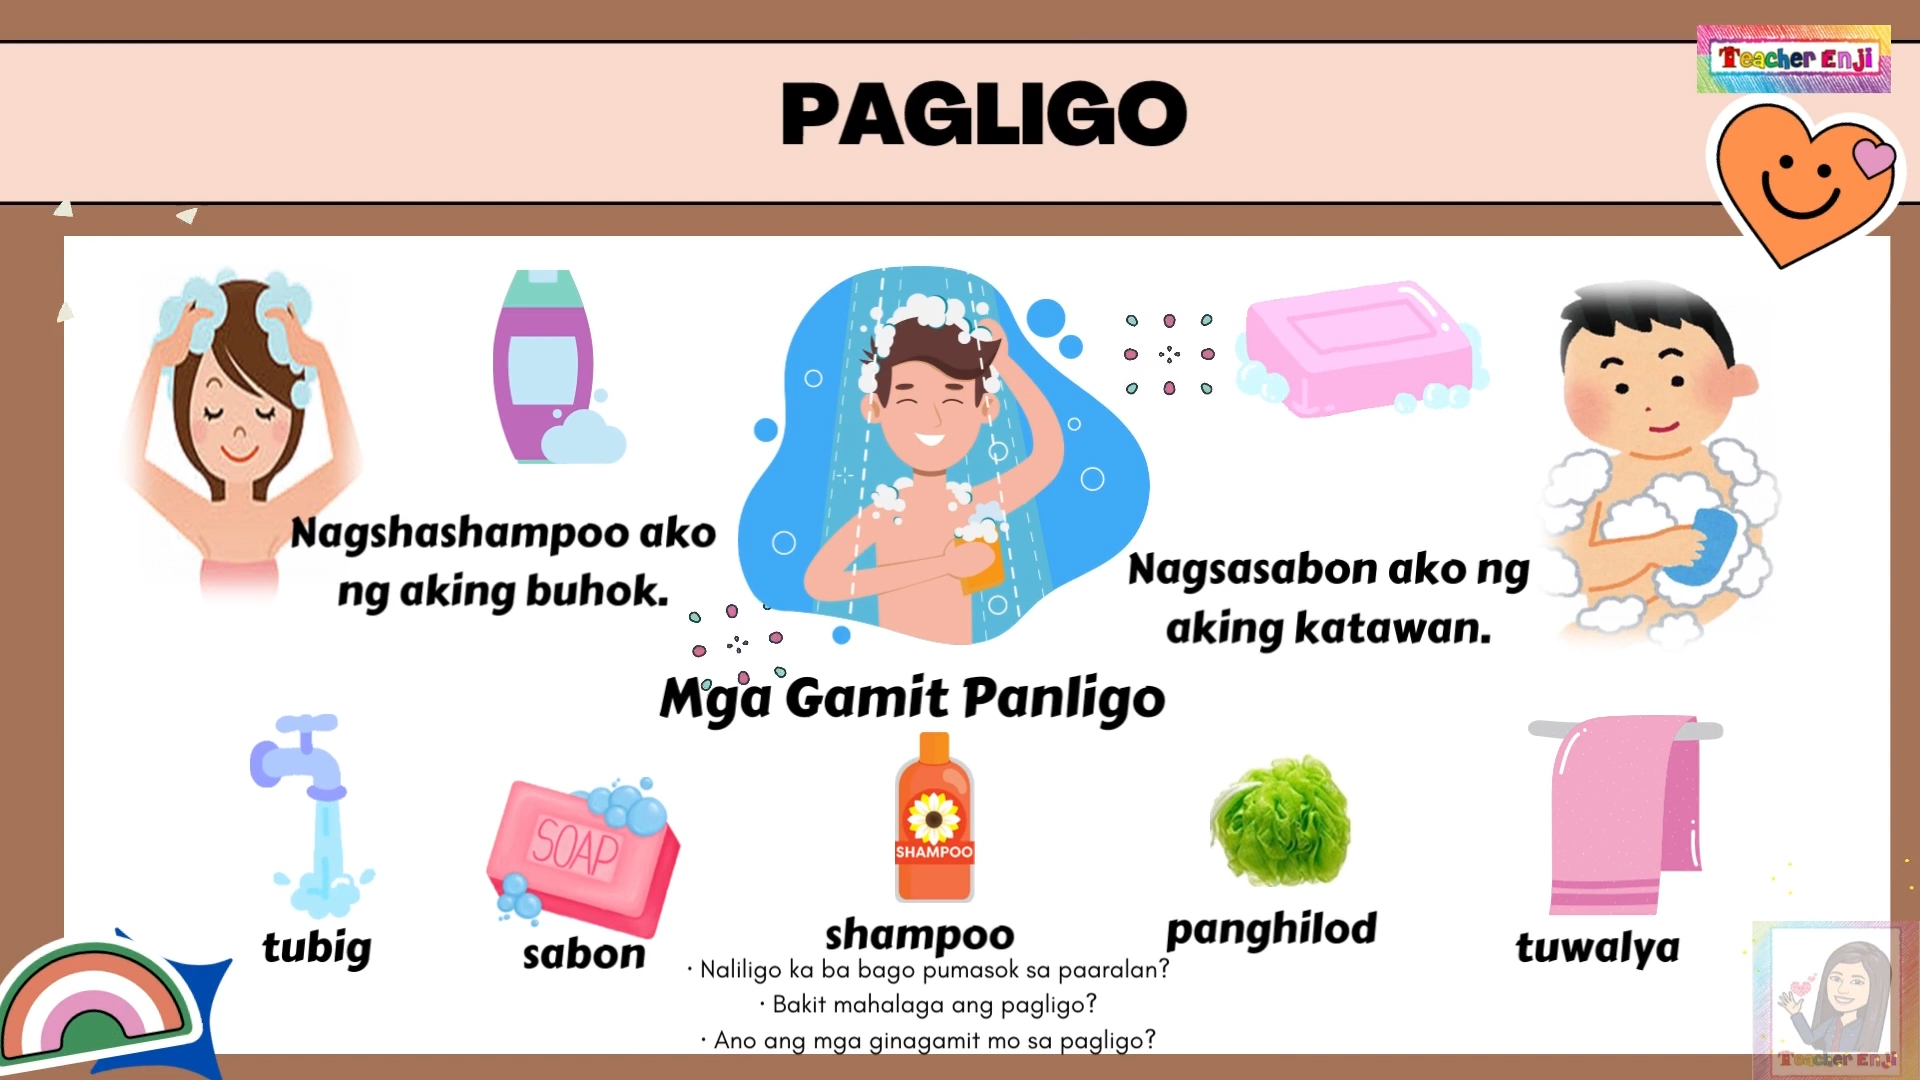 Teacher Enji
PAGLIGO
Nagshashampoo ako
ng aking buhok.
Nagsasabon ako ng
aking katawan.
Mga Gamit Panligo
SOAP
SHAMPOO
tubig
sabon
shampoo
panghilod
tuwalya
· Naliligo ka ba bago pumasok sa paaralan?
· Bakit mahalaga ang pagligo?
· Ano ang mga ginagamit mo sa pagligo?
Teacher Enji